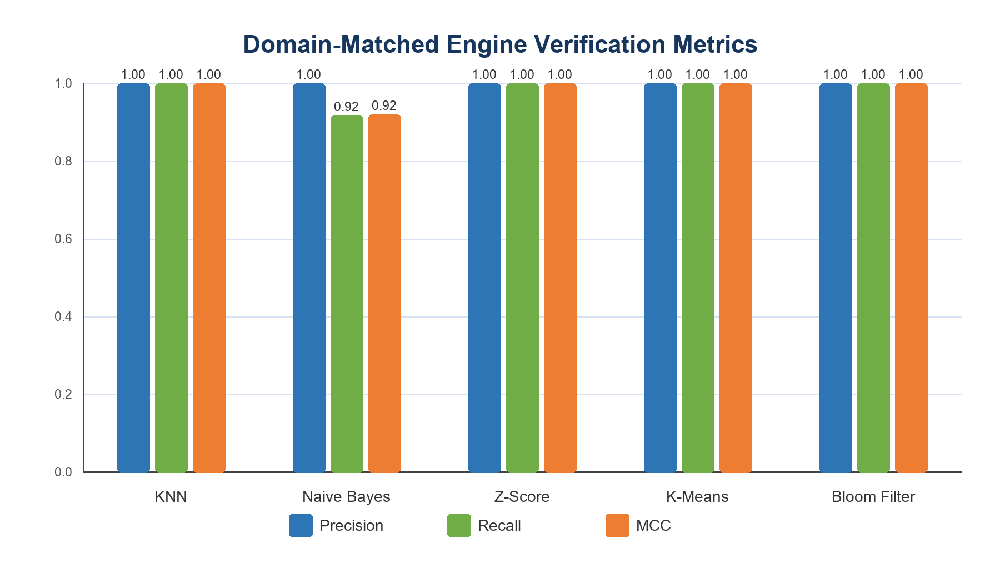 Domain-Matched Engine Verification Metrics
1.00 1.00 1.00 1.00 1.00 1.00 1.00 1.00 1.00 1.00 1.00 1.00 1.00
1.0
0.92 0.92
0.8
0.6
0.4
0.2
0.0
KNN Naive Bayes Z-Score K-Means Bloom Filter
Precision Recall MCC